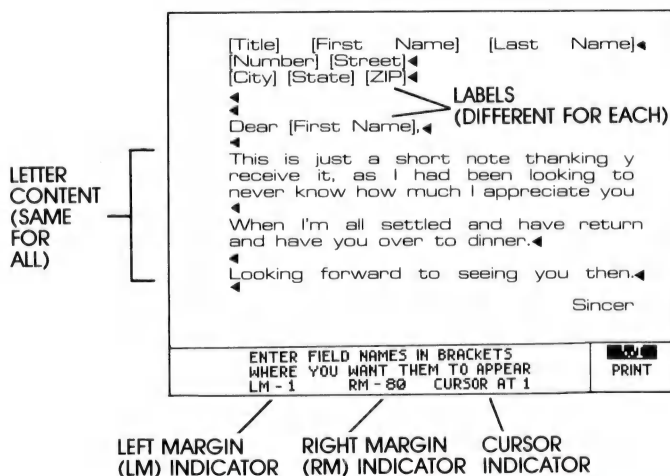 [Title] [First Name] [Last Name]
[Number] [Street]
[City] [State] [ZIP]
LABELS
(DIFFERENT FOR EACH)
Dear [First Name],
LETTER
CONTENT
(SAME
FOR
ALL)
This is just a short note thanking y
receive it, as I had been looking to
never know how much I appreciate you
When I'm all settled and have return
and have you over to dinner.
Looking forward to seeing you then.
Sincer
ENTER FIELD NAMES IN BRACKETS
WHERE YOU WANT THEM TO APPEAR
LM - 1 RM - 80 CURSOR AT 1
PRINT
LEFT MARGIN
(LM) INDICATOR
RIGHT MARGIN
(RM) INDICATOR
CURSOR
INDICATOR